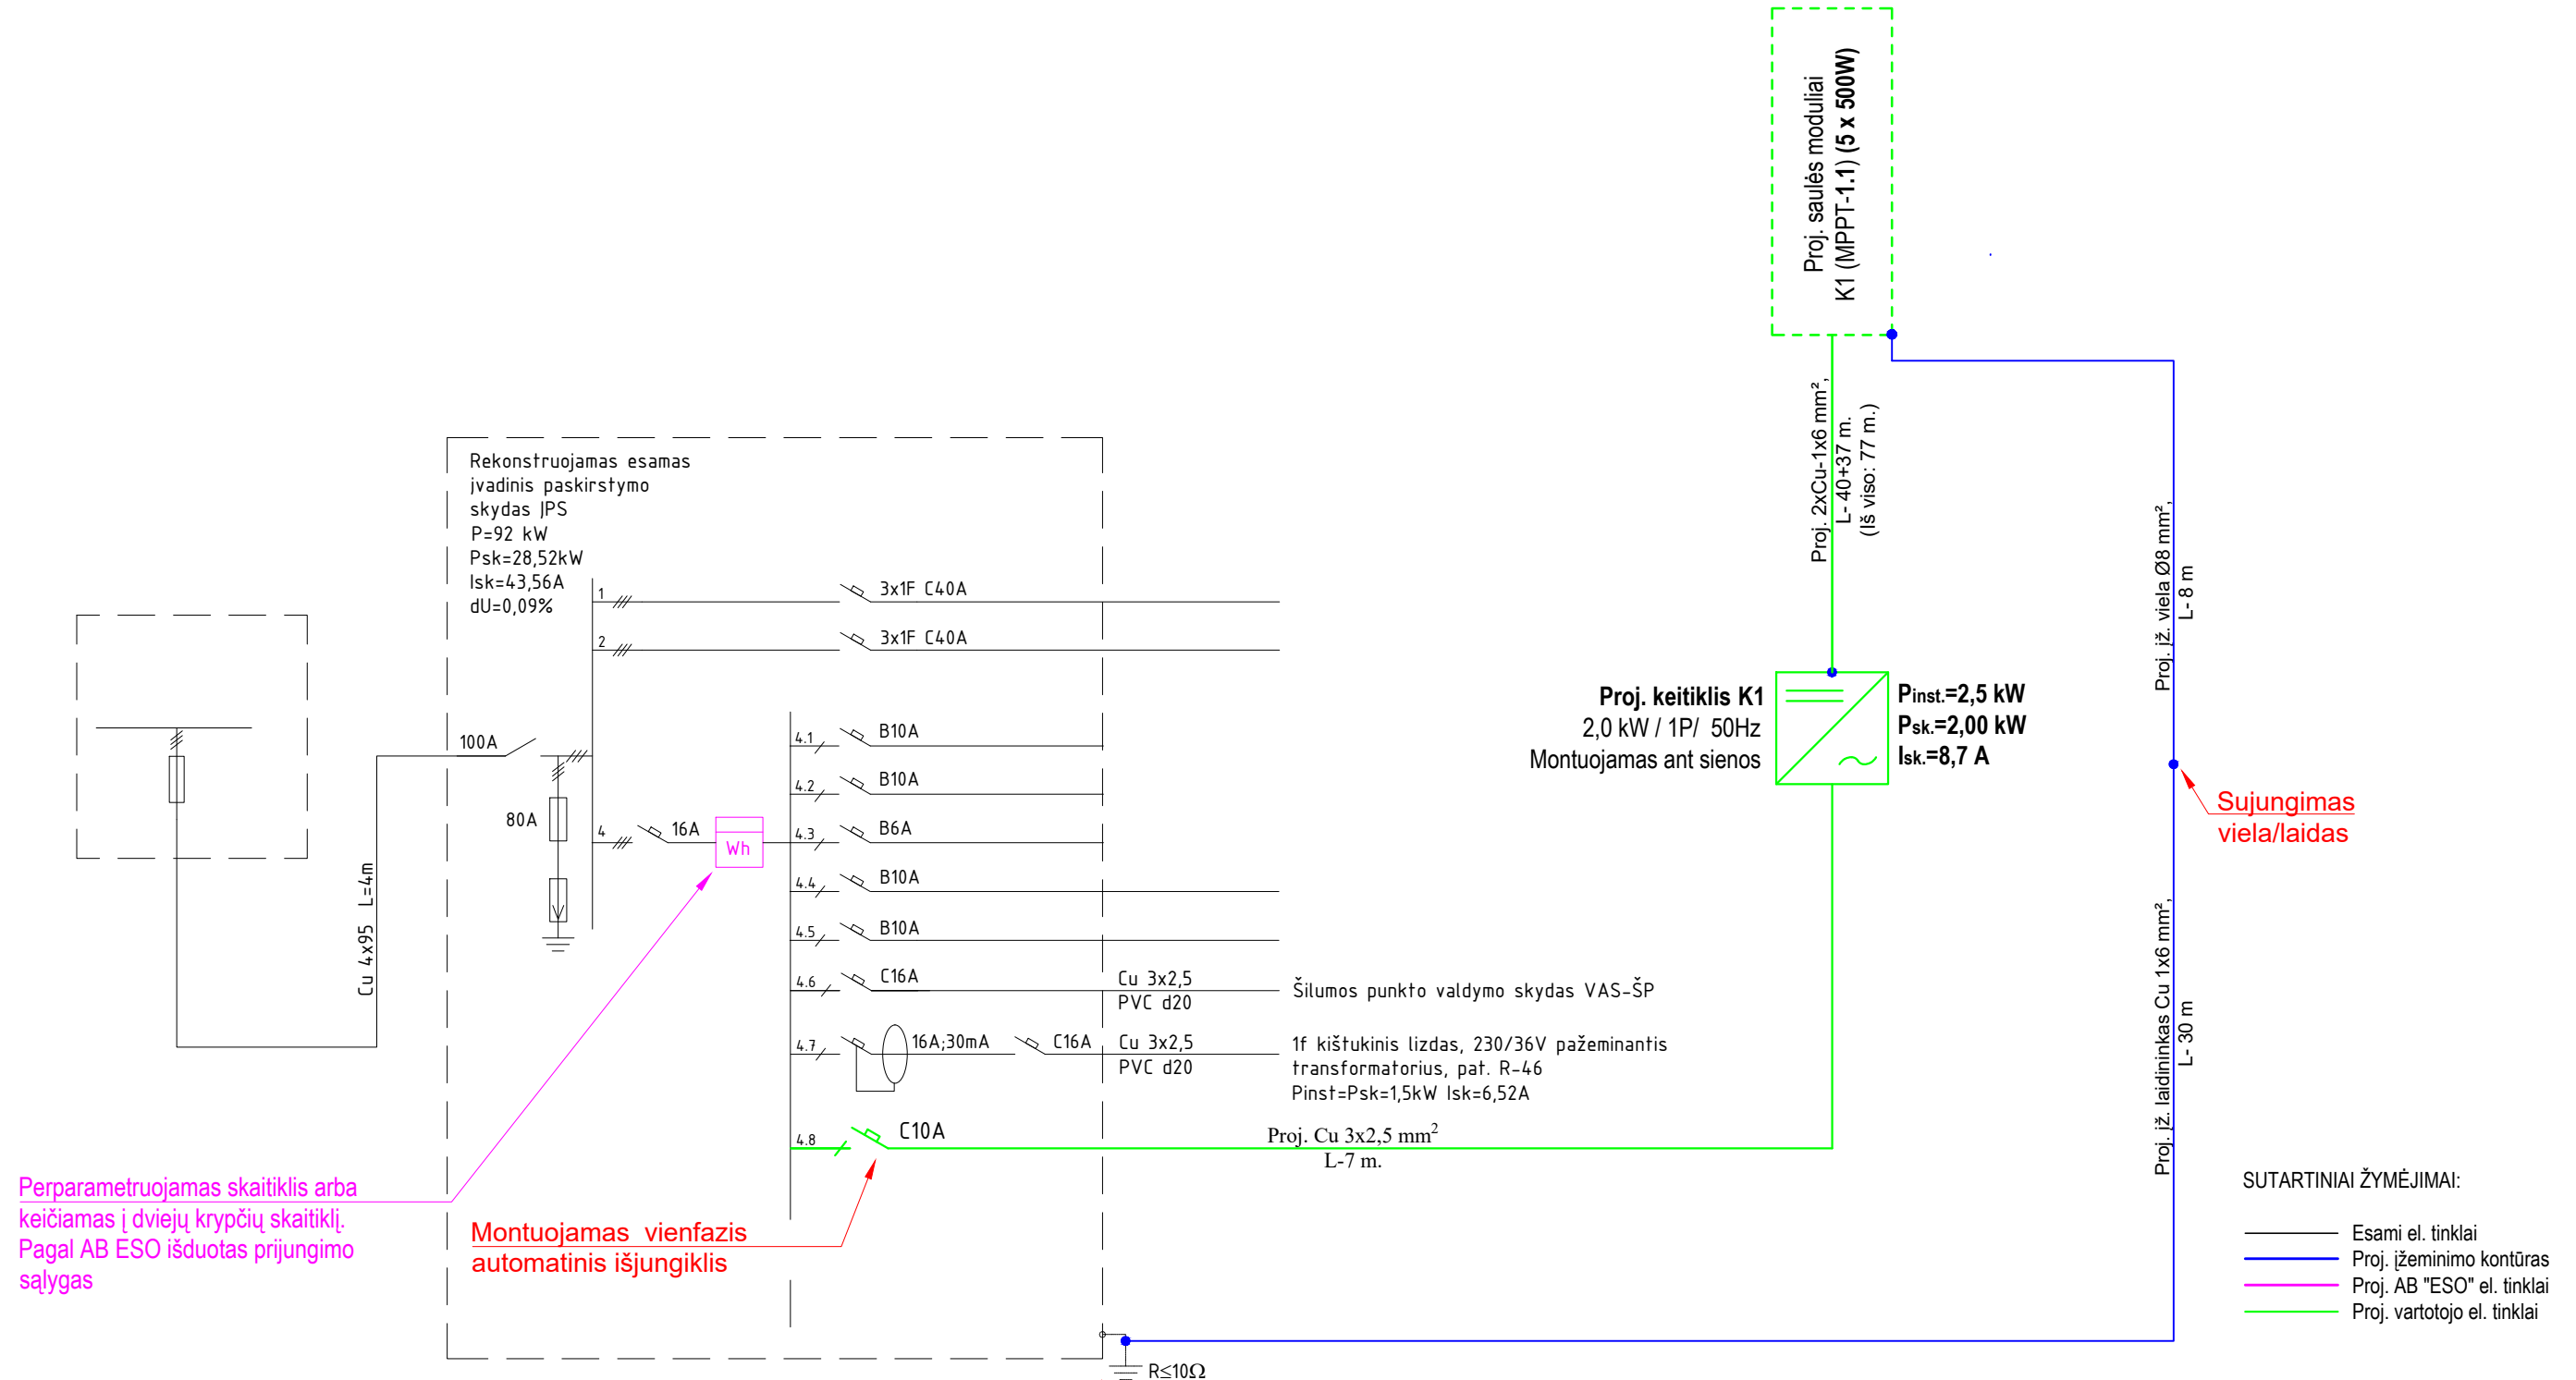 Proj. saulės moduliai
K1 (MPPT-1.1) (5 x 500W)
Proj. 2xCu-1x6 mm²,
L- 40+37 m.
(Iš viso: 77 m.)
Proj. įž. viela Ø8 mm²,
L- 8 m
Rekonstruojamas esamas
įvadinis paskirstymo
skydas ĮPS
P=92 kW
Psk=28,52kW
Isk=43,56A
dU=0,09%
1
3x1F C40A
2
3x1F C40A
Proj. keitiklis K1
2,0 kW / 1P/ 50Hz
Montuojamas ant sienos
Pinst.=2,5 kW
Psk.=2,00 kW
Isk.=8,7 A
100A
80A
4
16A
Wh
4.1
B10A
4.2
B10A
4.3
B6A
4.4
B10A
4.5
B10A
4.6
C16A
Cu 3x2,5
PVC d20
Šilumos punkto valdymo skydas VAS-ŠP
4.7
16A;30mA
C16A
Cu 3x2,5
PVC d20
1f kištukinis lizdas, 230/36V pažeminantis
transformatorius, pat. R-46
Pinst=Psk=1,5kW Isk=6,52A
4.8
C10A
Proj. Cu 3x2,5 mm²
L-7 m.
Cu 4x95 L=4m
Sujungimas
viela/laidas
Proj. įž. laidininkas Cu 1x6 mm²,
L- 30 m
Perparametruojamas skaitiklis arba
keičiamas į dviejų krypčių skaitiklį.
Pagal AB ESO išduotas prijungimo
sąlygas
Montuojamas vienfazis
automatinis išjungiklis
R≤10Ω
SUTARTINIAI ŽYMĖJIMAI:
Esami el. tinklai
Proj. įžeminimo kontūras
Proj. AB "ESO" el. tinklai
Proj. vartotojo el. tinklai